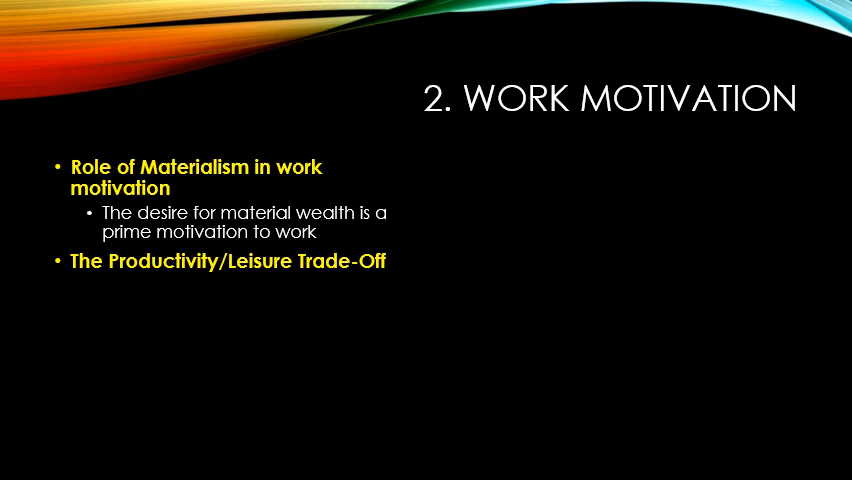 2. WORK MOTIVATION
• Role of Materialism in work
motivation
• The desire for material wealth is a
prime motivation to work
• The Productivity/Leisure Trade-Off